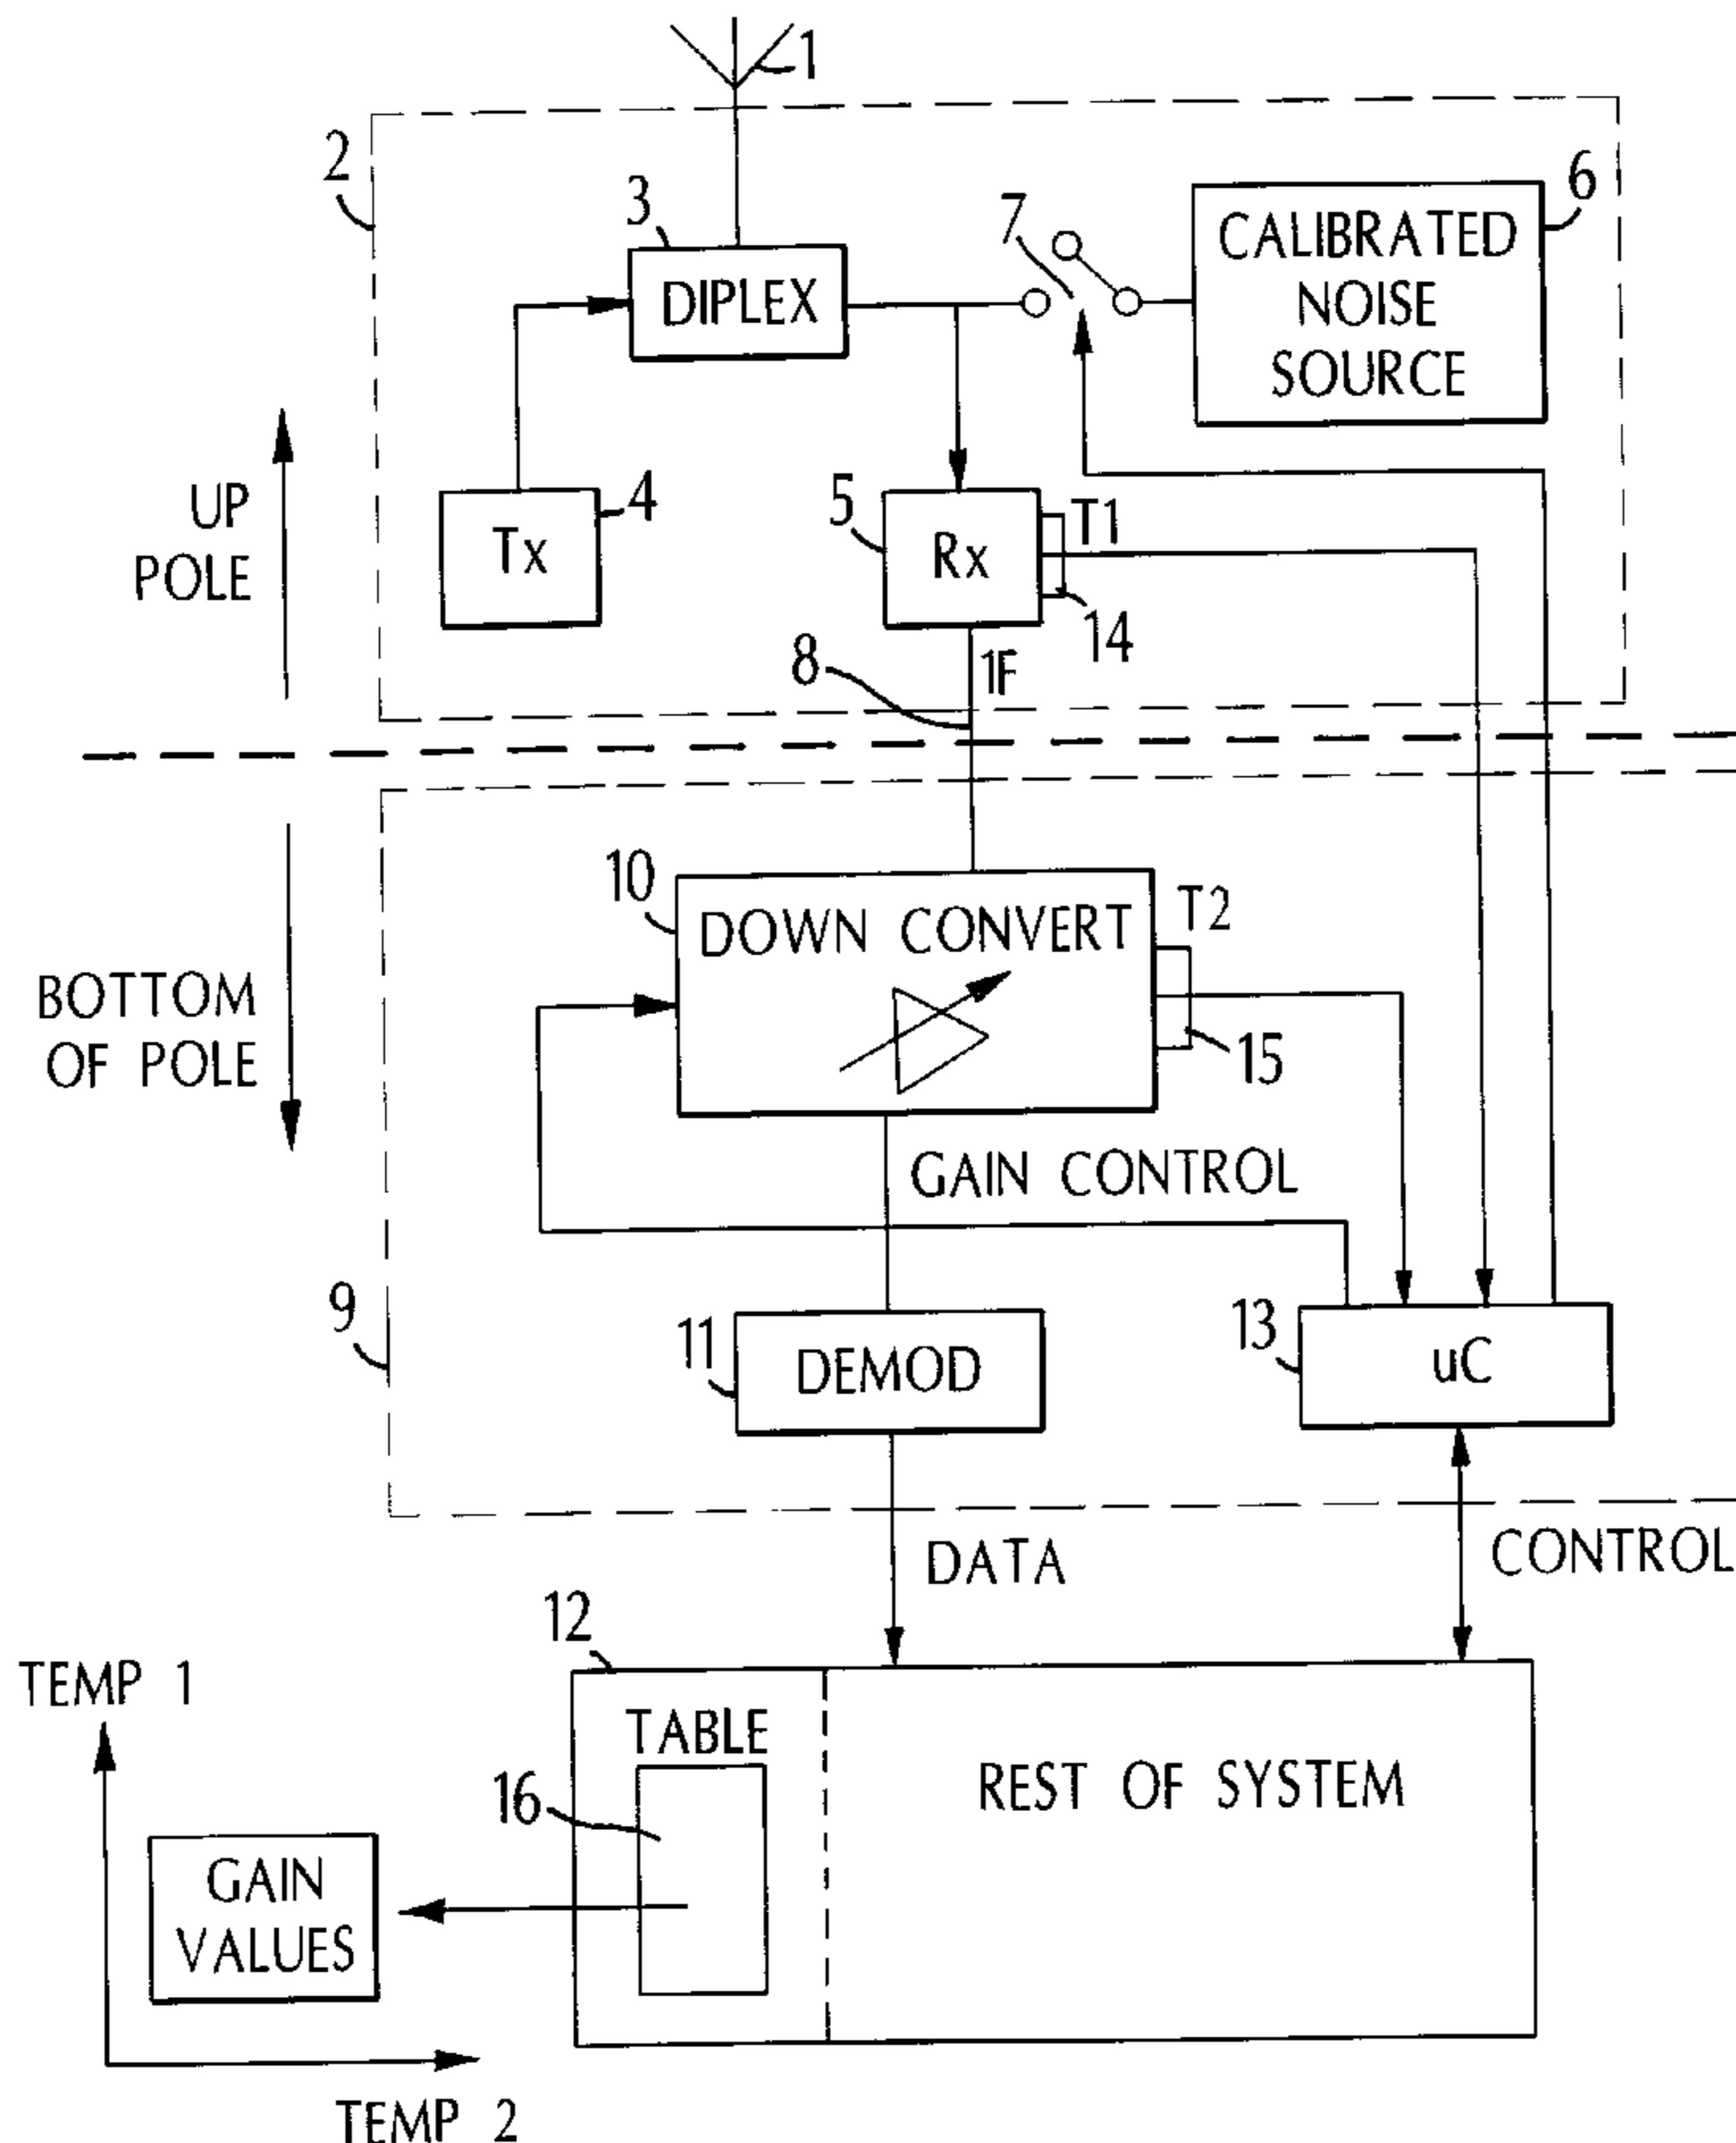 1
2
3
DIPLEX
7
CALIBRATED
NOISE
SOURCE
6
UP
POLE
Tx
4
5
Rx
T1
14
8
1F
10
DOWN CONVERT
T2
15
BOTTOM
OF POLE
GAIN CONTROL
9
11
DEMOD
13
uC
DATA
CONTROL
12
TEMP 1
TABLE
16
REST OF SYSTEM
GAIN
VALUES
TEMP 2